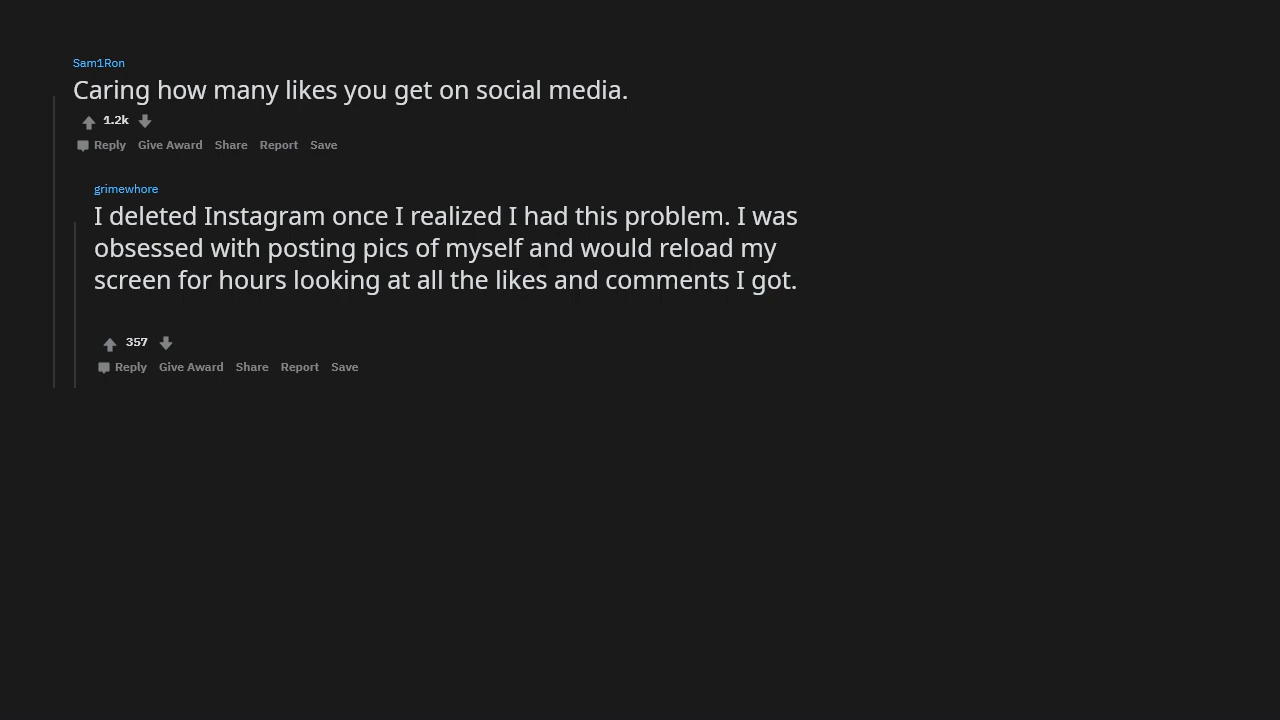 Sam1Ron
Caring how many likes you get on social media.
1.2k
Reply Give Award Share Report Save
grimewhore
I deleted Instagram once I realized I had this problem. I was
obsessed with posting pics of myself and would reload my
screen for hours looking at all the likes and comments I got.
357
Reply Give Award Share Report Save